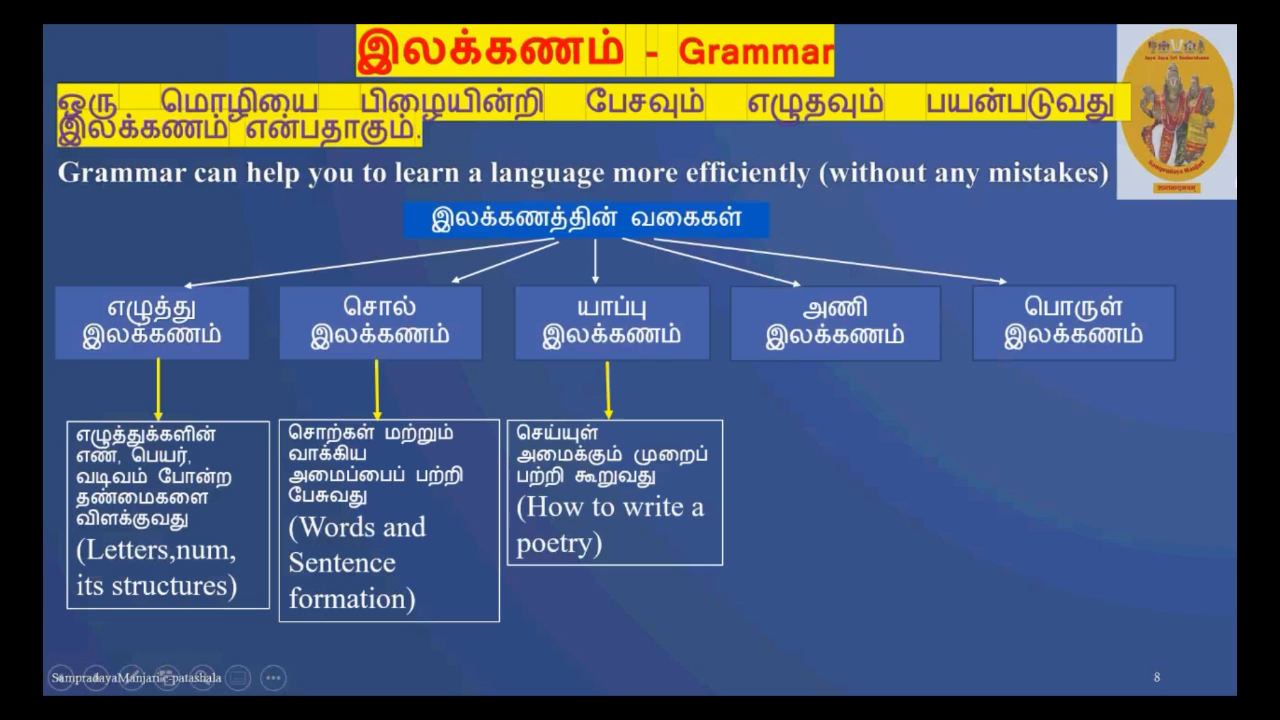 இலக்கணம் - Grammar
ஒரு மொழியை பிழையின்றி பேசவும் எழுதவும் பயன்படுவது
இலக்கணம் என்பதாகும்.
Grammar can help you to learn a language more efficiently (without any mistakes)
இலக்கணத்தின் வகைகள்
எழுத்து
இலக்கணம்
சொல்
இலக்கணம்
யாப்பு
இலக்கணம்
அணி
இலக்கணம்
பொருள்
இலக்கணம்
எழுத்துக்களின்
எண், பெயர்,
வடிவம் போன்ற
தண்மைகளை
விளக்குவது
(Letters,num,
its structures)
சொற்கள் மற்றும்
வாக்கிய
அமைப்பைப் பற்றி
பேசுவது
(Words and
Sentence
formation)
செய்யுள்
அமைக்கும் முறைப்
பற்றி கூறுவது
(How to write a
poetry)
SampradayaManjari e-patashala
8